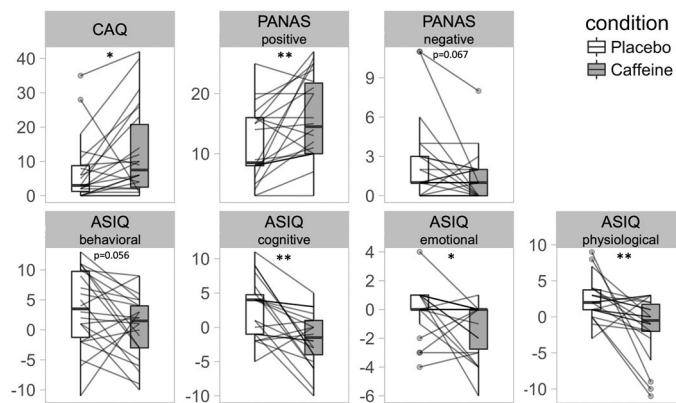 CAQ
*
40
30
20
10
0
PANAS
positive
**
20
10
PANAS
negative
p=0.067
9
6
3
0
condition
Placebo
Caffeine
ASIQ
behavioral
p=0.056
10
5
0
-5
-10
ASIQ
cognitive
**
10
5
0
-5
-10
ASIQ
emotional
*
4
2
0
-2
-4
-6
ASIQ
physiological
**
10
5
0
-5
-10